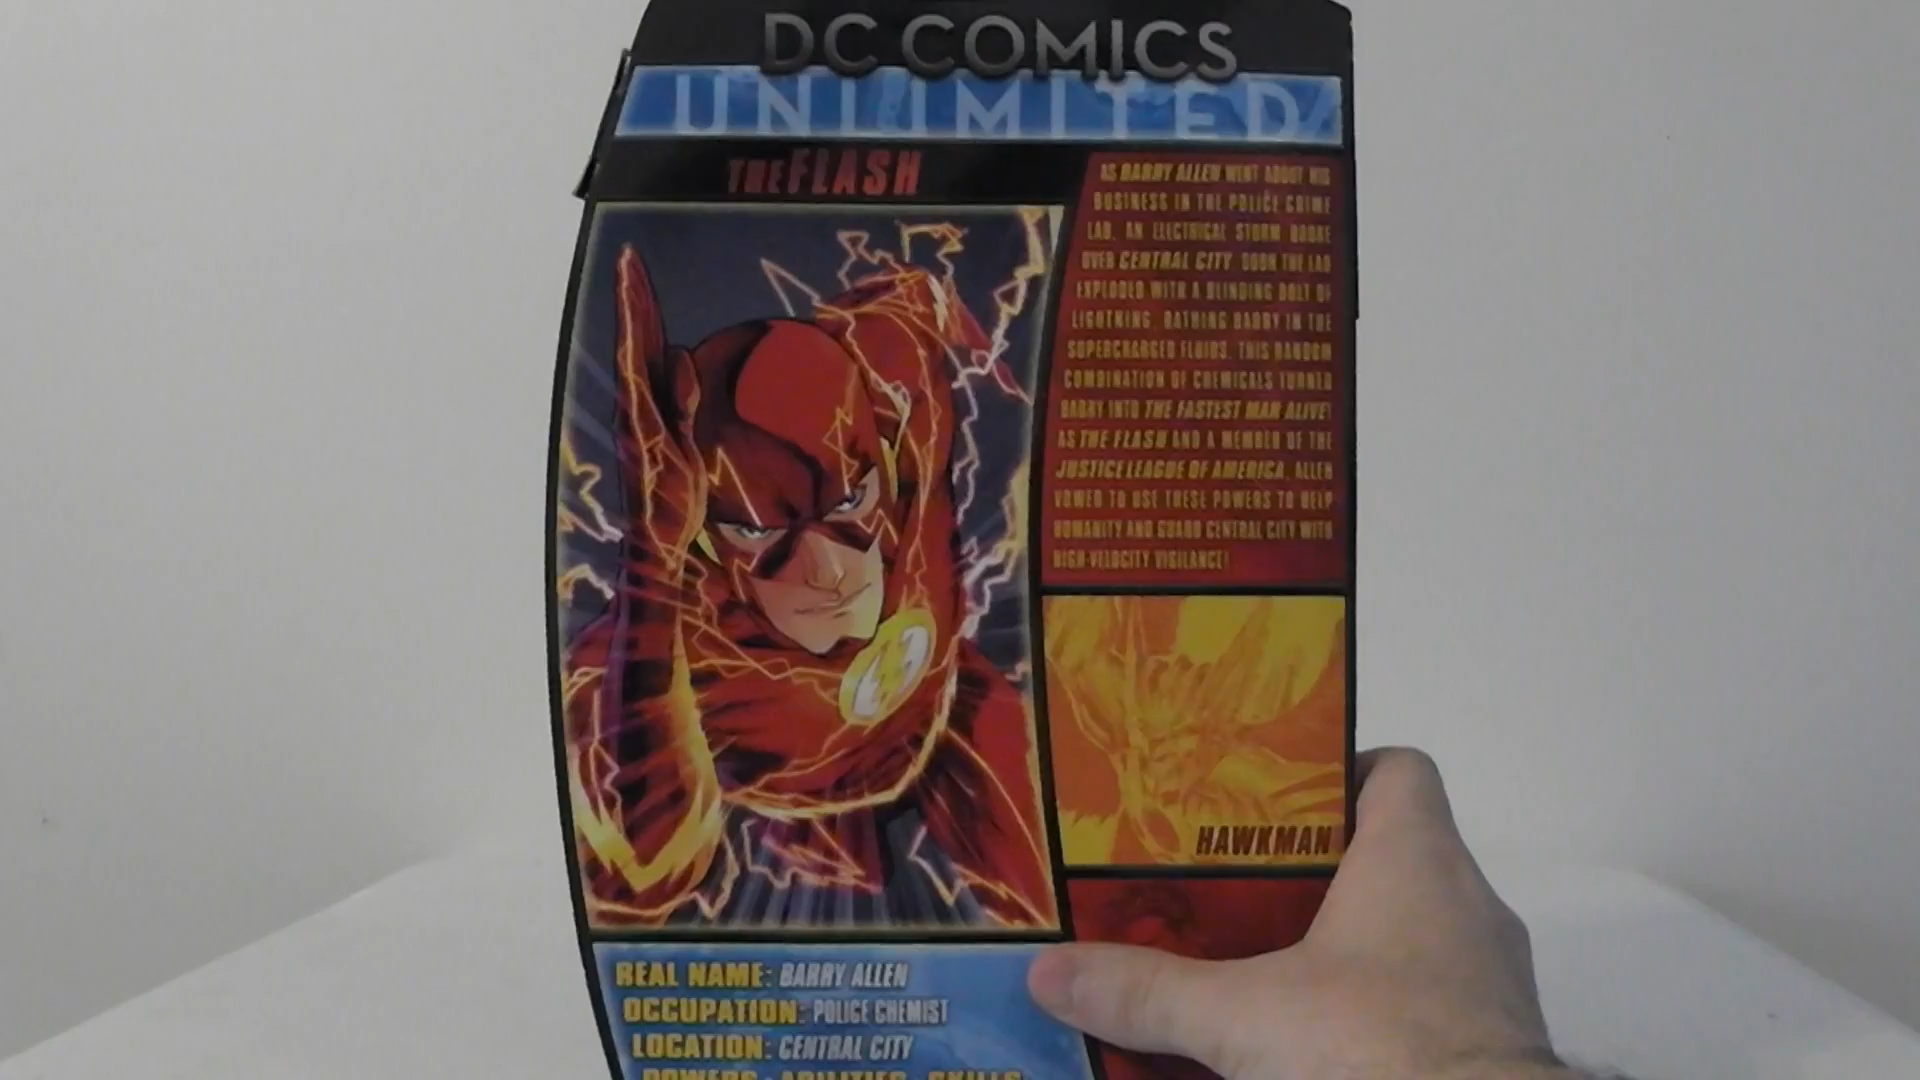 DC COMICS
UNLIMITED
THE FLASH
AS BARRY ALLEN WENT ABOUT HIS
BUSINESS IN THE POLICE CRIME
LAB, AN ELECTRICAL STORM BROKE
OVER CENTRAL CITY. SOON THE LAB
EXPLODED WITH A BLINDING BOLT OF
LIGHTNING, BATHING BARRY IN THE
SUPERCHARGED FLUIDS. THIS RANDOM
COMBINATION OF CHEMICALS TURNED
BARRY INTO THE FASTEST MAN ALIVE!
AS THE FLASH AND A MEMBER OF THE
JUSTICE LEAGUE OF AMERICA, ALLEN
VOWED TO USE THESE POWERS TO HELP
HUMANITY AND GUARD CENTRAL CITY WITH
HIGH-VELOCITY VIGILANCE!
HAWKMAN
REAL NAME: BARRY ALLEN
OCCUPATION: POLICE CHEMIST
LOCATION: CENTRAL CITY
POWERS • ABILITIES • SKILLS